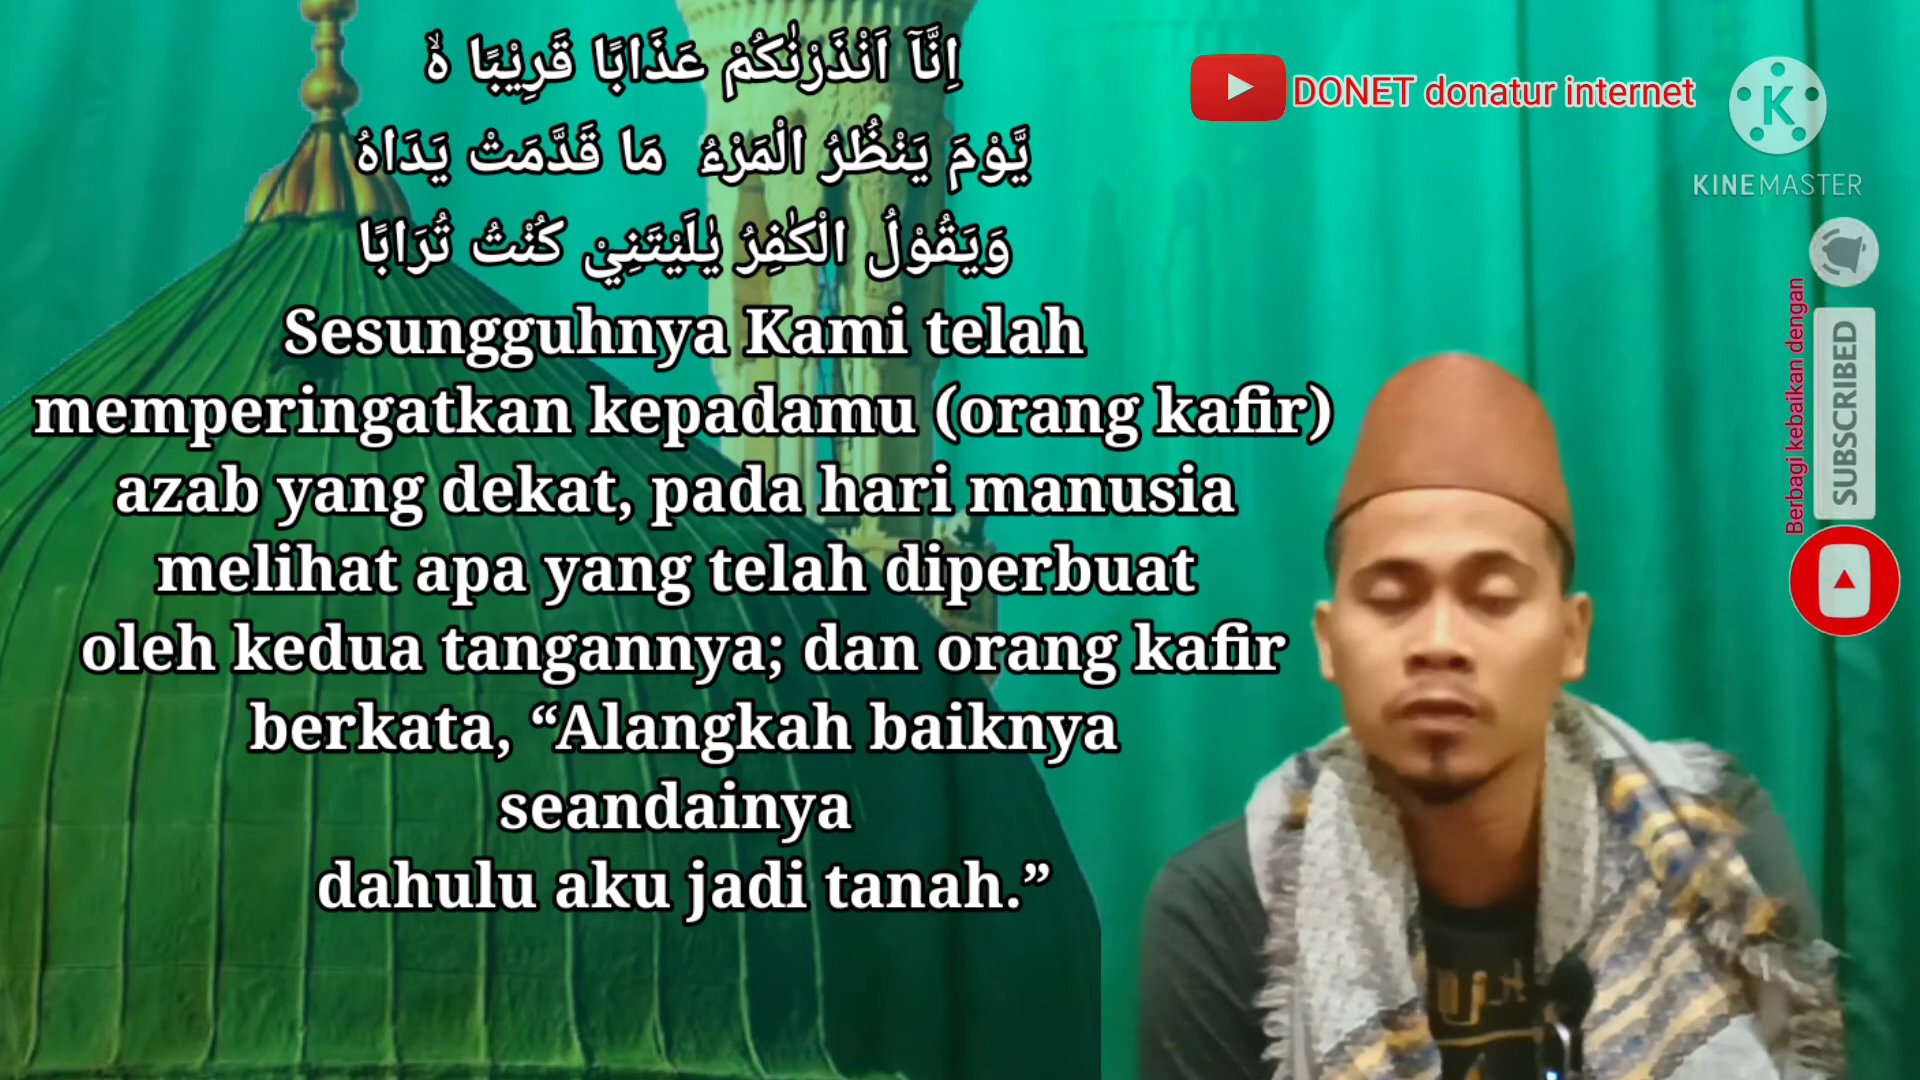 اِنَّآ اَنْذَرْنٰكُمْ عَذَابًا قَرِيْبًا ەۙ
يَّوْمَ يَنْظُرُ الْمَرْءُ مَا قَدَّمَتْ يَدَاهُ
وَيَقُوْلُ الْكٰفِرُ يٰلَيْتَنِيْ كُنْتُ تُرَابًا
Sesungguhnya Kami telah
memperingatkan kepadamu (orang kafir)
azab yang dekat, pada hari manusia
melihat apa yang telah diperbuat
oleh kedua tangannya; dan orang kafir
berkata, “Alangkah baiknya
seandainya
dahulu aku jadi tanah.”
DONET donatur internet
K
KINEMASTER
Berbagi kebaikan dengan
SUBSCRIBED